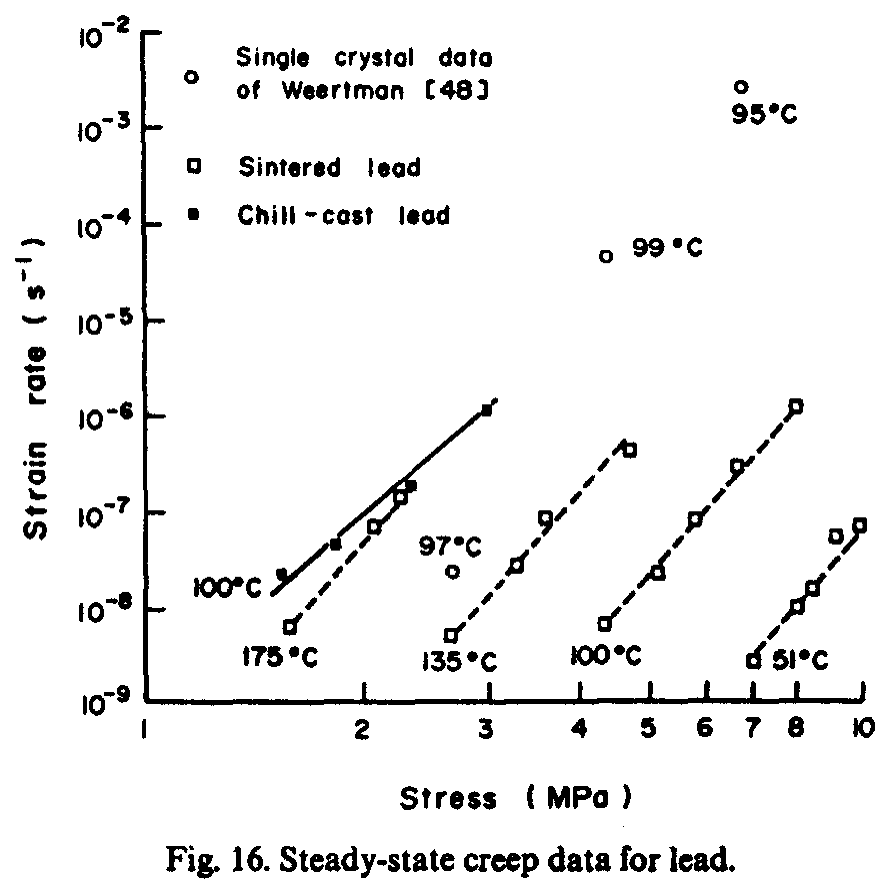 10⁻²
10⁻³
10⁻⁴
10⁻⁵
10⁻⁶
10⁻⁷
10⁻⁸
10⁻⁹
Strain rate (s⁻¹)
Single crystal data
of Weertman [48]
Sintered lead
Chill-cast lead
95°C
99°C
97°C
100°C
175°C
135°C
100°C
51°C
1 2 3 4 5 6 7 8 10
Stress (MPa)
Fig. 16. Steady-state creep data for lead.